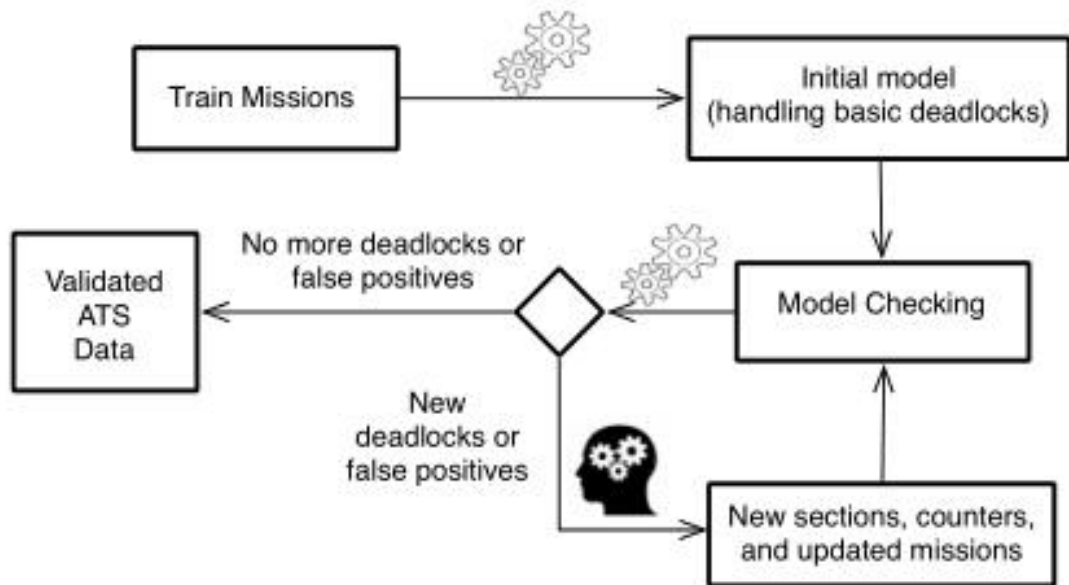 Train Missions
Initial model
(handling basic deadlocks)
No more deadlocks or
false positives
Validated
ATS
Data
Model Checking
New
deadlocks or
false positives
New sections, counters,
and updated missions